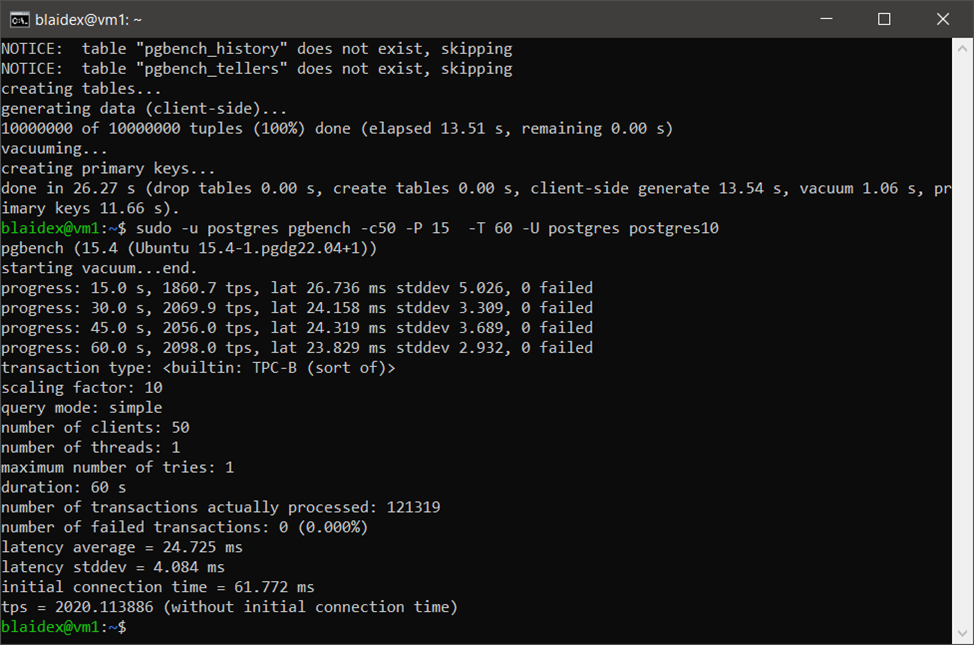 blaidex@vm1: ~
NOTICE:  table "pgbench_history" does not exist, skipping
NOTICE:  table "pgbench_tellers" does not exist, skipping
creating tables...
generating data (client-side)...
10000000 of 10000000 tuples (100%) done (elapsed 13.51 s, remaining 0.00 s)
vacuuming...
creating primary keys...
done in 26.27 s (drop tables 0.00 s, create tables 0.00 s, client-side generate 13.54 s, vacuum 1.06 s, pr
imary keys 11.66 s).
blaidex@vm1:~$ sudo -u postgres pgbench -c50 -P 15  -T 60 -U postgres postgres10
pgbench (15.4 (Ubuntu 15.4-1.pgdg22.04+1))
starting vacuum...end.
progress: 15.0 s, 1860.7 tps, lat 26.736 ms stddev 5.026, 0 failed
progress: 30.0 s, 2069.9 tps, lat 24.158 ms stddev 3.309, 0 failed
progress: 45.0 s, 2056.0 tps, lat 24.319 ms stddev 3.689, 0 failed
progress: 60.0 s, 2098.0 tps, lat 23.829 ms stddev 2.932, 0 failed
transaction type: <builtin: TPC-B (sort of)>
scaling factor: 10
query mode: simple
number of clients: 50
number of threads: 1
maximum number of tries: 1
duration: 60 s
number of transactions actually processed: 121319
number of failed transactions: 0 (0.000%)
latency average = 24.725 ms
latency stddev = 4.084 ms
initial connection time = 61.772 ms
tps = 2020.113886 (without initial connection time)
blaidex@vm1:~$